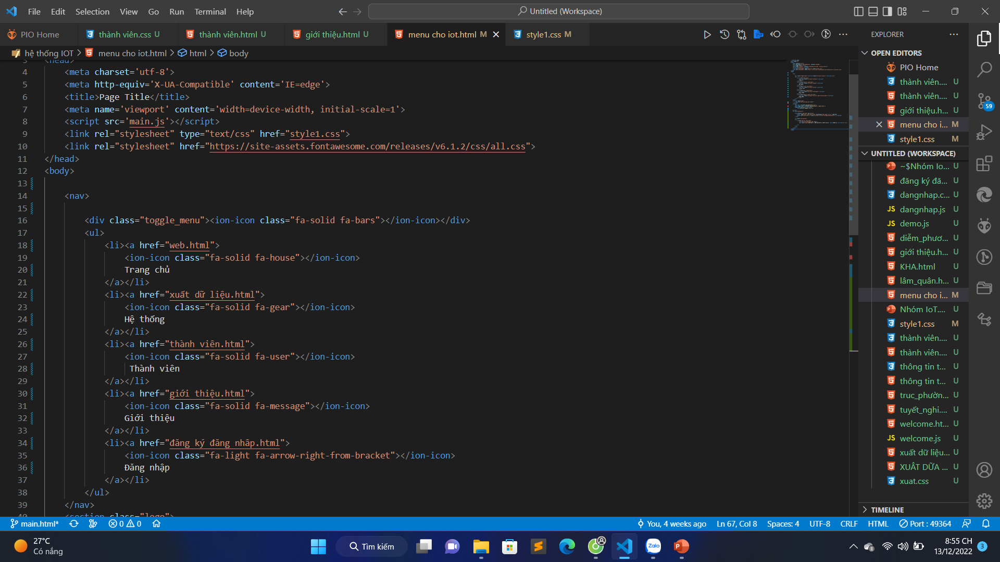 File Edit Selection View Go Run Terminal Help
Untitled (Workspace)
PIO Home
thành viên.css U
thành viên.html U
giới thiệu.html U
menu cho iot.html M
style1.css M
hệ thống IOT > menu cho iot.html > html > body
3 <head>
4 <meta charset='utf-8'>
5 <meta http-equiv='X-UA-Compatible' content='IE=edge'>
6 <title>Page Title</title>
7 <meta name='viewport' content='width=device-width, initial-scale=1'>
8 <script src='main.js'></script>
9 <link rel="stylesheet" type="text/css" href="style1.css">
10 <link rel="stylesheet" href="https://site-assets.fontawesome.com/releases/v6.1.2/css/all.css">
11 </head>
12 <body>
13
14 <nav>
15
16 <div class="toggle_menu"><ion-icon class="fa-solid fa-bars"></ion-icon></div>
17 <ul>
18 <li><a href="web.html">
19 <ion-icon class="fa-solid fa-house"></ion-icon>
20 Trang chủ
21 </a></li>
22 <li><a href="xuất dữ liệu.html">
23 <ion-icon class="fa-solid fa-gear"></ion-icon>
24 Hệ thống
25 </a></li>
26 <li><a href="thành viên.html">
27 <ion-icon class="fa-solid fa-user"></ion-icon>
28 Thành viên
29 </a></li>
30 <li><a href="giới thiệu.html">
31 <ion-icon class="fa-solid fa-message"></ion-icon>
32 Giới thiệu
33 </a></li>
34 <li><a href="đăng ký đăng nhâp.html">
35 <ion-icon class="fa-light fa-arrow-right-from-bracket"></ion-icon>
36 Đăng nhập
37 </a></li>
38 </ul>
39 </nav>
40 <section class="logo">
EXPLORER
OPEN EDITORS
PIO Home
thành viên.... U
thành viên.... U
giới thiệu.h... U
menu cho i... M
style1.css M
UNTITLED (WORKSPACE)
~$Nhóm Io... U
đăng ký đă... U
dangnhap.c... U
JS dangnhap.js U
JS demo.js U
diễm_phươ... U
giới thiệu.h... U
KHA.html U
lâm_quân.h... U
menu cho i... M
Nhóm IoT.... U
style1.css M
thành viên.... U
thành viên.... U
thông tin t... U
thông tin t... U
truc_phườn... U
tuyết_nghi.... U
welcome.ht... U
JS welcome.js U
xuất dữ liệu... U
XUẤT DỮA ... U
xuat.css U
TIMELINE
59
main.html* 0 0
You, 4 weeks ago Ln 67, Col 8 Spaces: 4 UTF-8 CRLF HTML Port : 49364
27°C
Có nắng
Tìm kiếm
Zalo
8:55 CH
13/12/2022
3